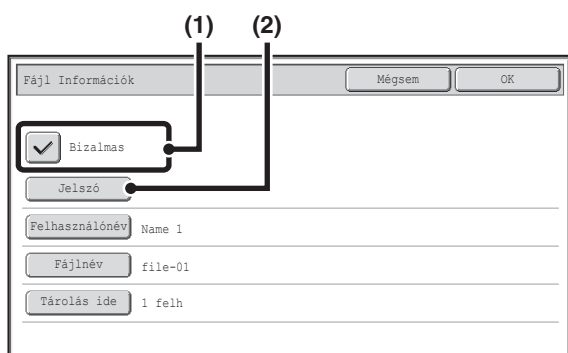 (1) (2)
Fájl Információk Mégsem OK
Bizalmas
Jelszó
Felhasználónév Name 1
Fájlnév file-01
Tárolás ide 1 felh